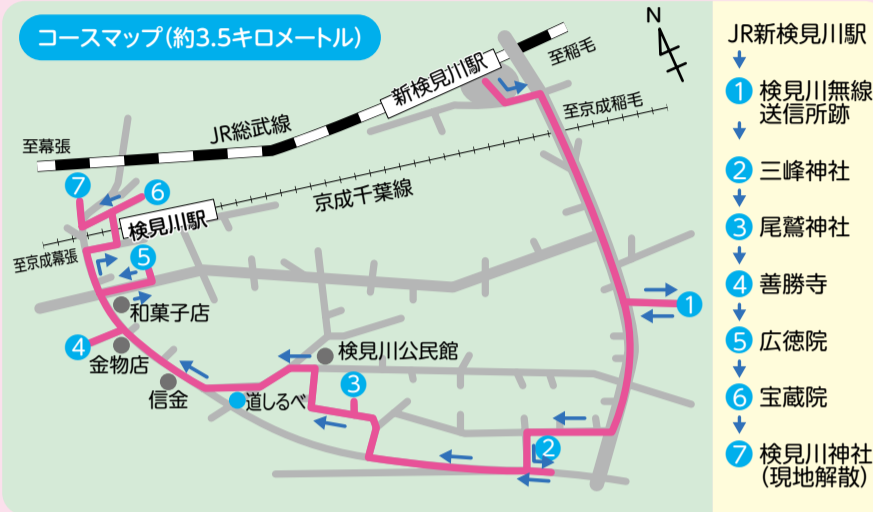 コースマップ(約3.5キロメートル)
N
至稲毛
新検見川駅
至京成稲毛
JR総武線
至幕張
京成千葉線
7
6
検見川駅
至京成幕張
5
和菓子店
1
4
金物店
検見川公民館
信金
3
道しるべ
2
JR新検見川駅
1 検見川無線
送信所跡
2 三峰神社
3 尾鷲神社
4 善勝寺
5 広徳院
6 宝蔵院
7 検見川神社
(現地解散)